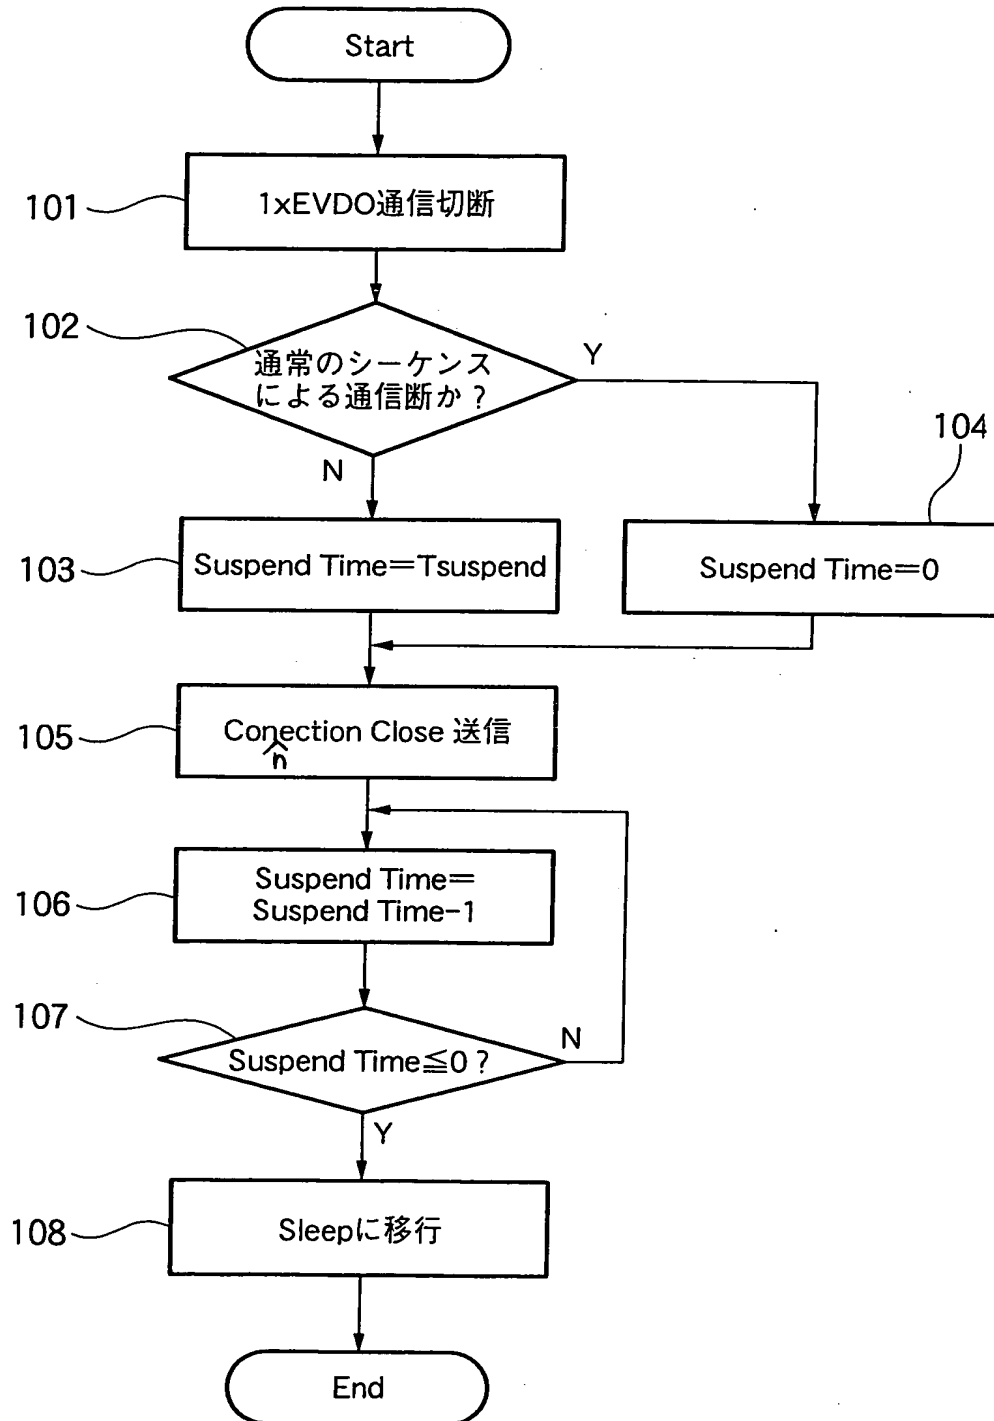 Start
101
1xEVDO通信切断
102
通常のシーケンス
による通信断か？
Y
N
104
103
Suspend Time=Tsuspend
Suspend Time=0
105
Conection Close 送信
n
106
Suspend Time=
Suspend Time-1
107
Suspend Time≦0？
N
Y
108
Sleepに移行
End